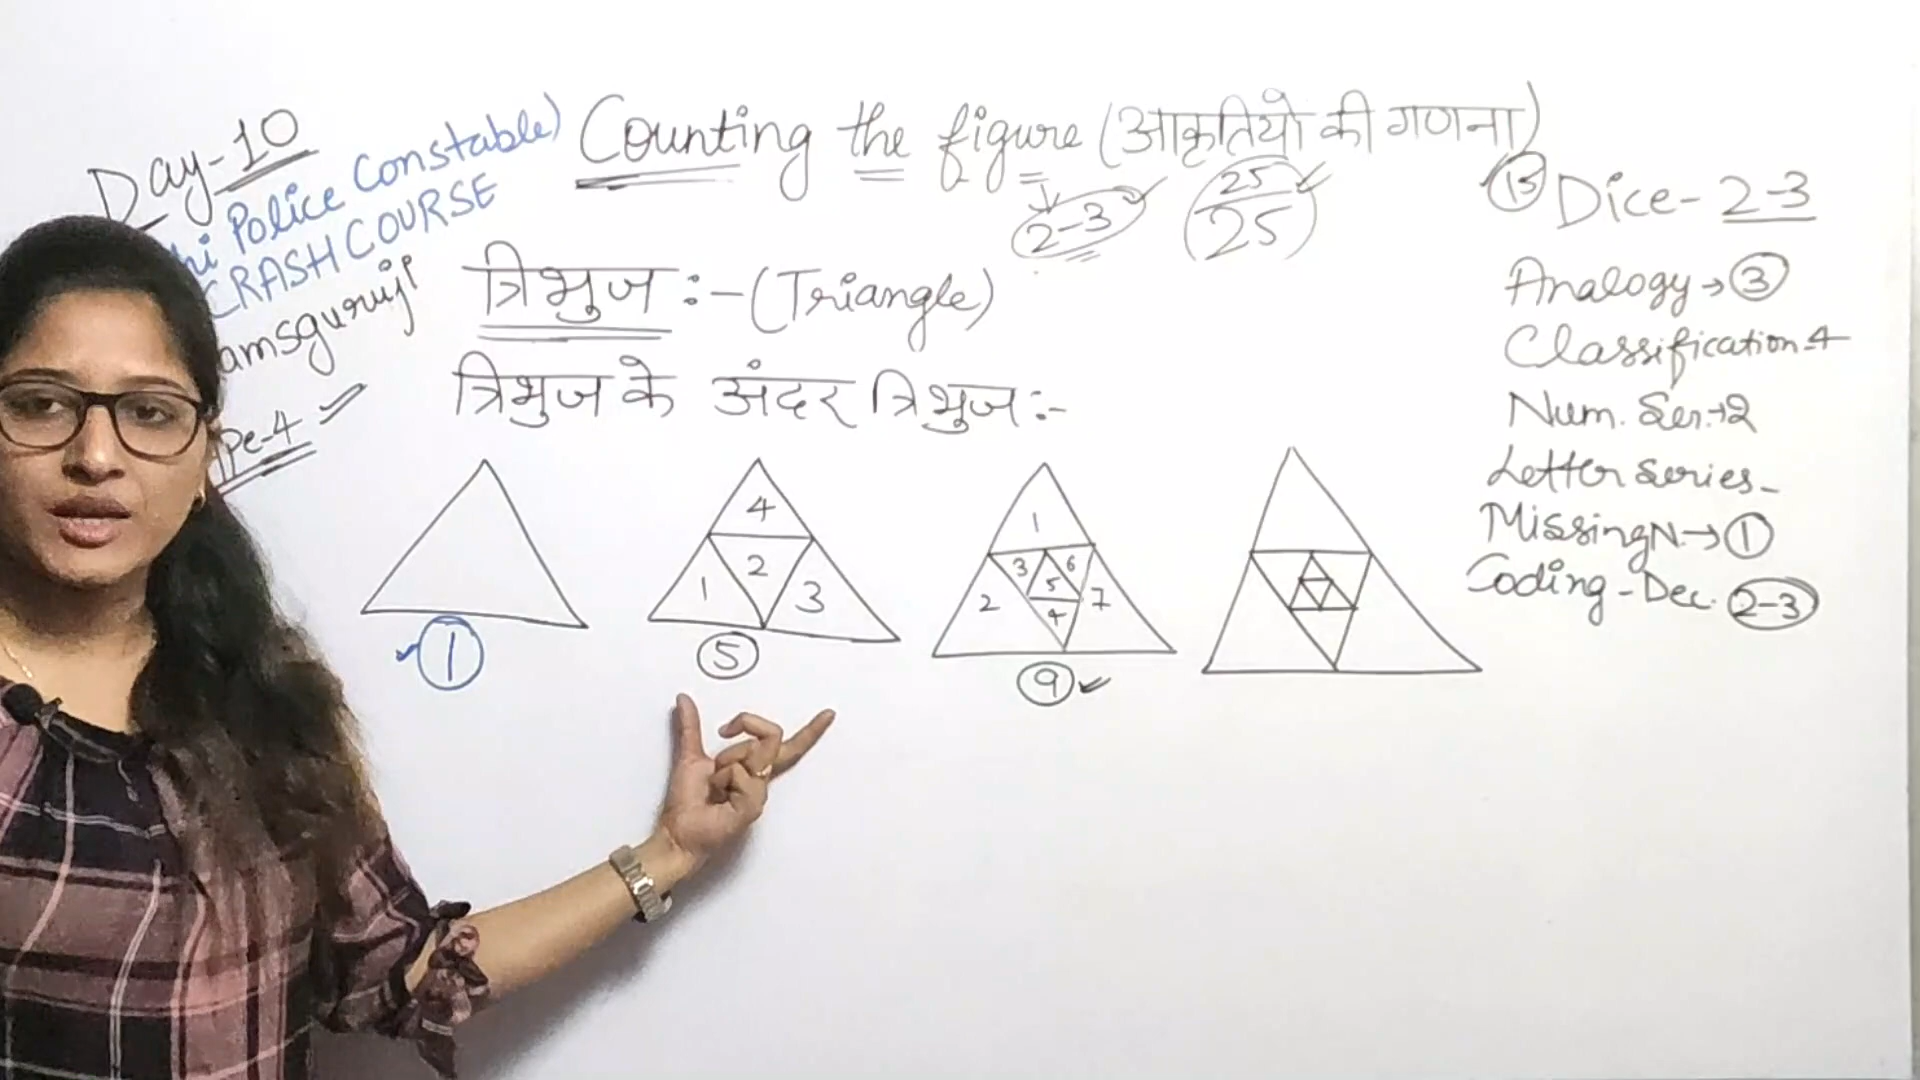 Day-10
Police Constable)
CRASH COURSE
amsguruji
pe-4
Counting the figure (आकृतियो की गणना)
2-3
25/25
त्रिभुज :- (Triangle)
त्रिभुज के अंदर त्रिभुज :-
1
4
1 2 3
5
1
3 6
5
2 4 7
9
15 Dice- 2-3
Analogy → 3
Classification-4
Num. Ser. → 2
Letter Series -
Missing N. → 1
Coding - Dec. 2-3